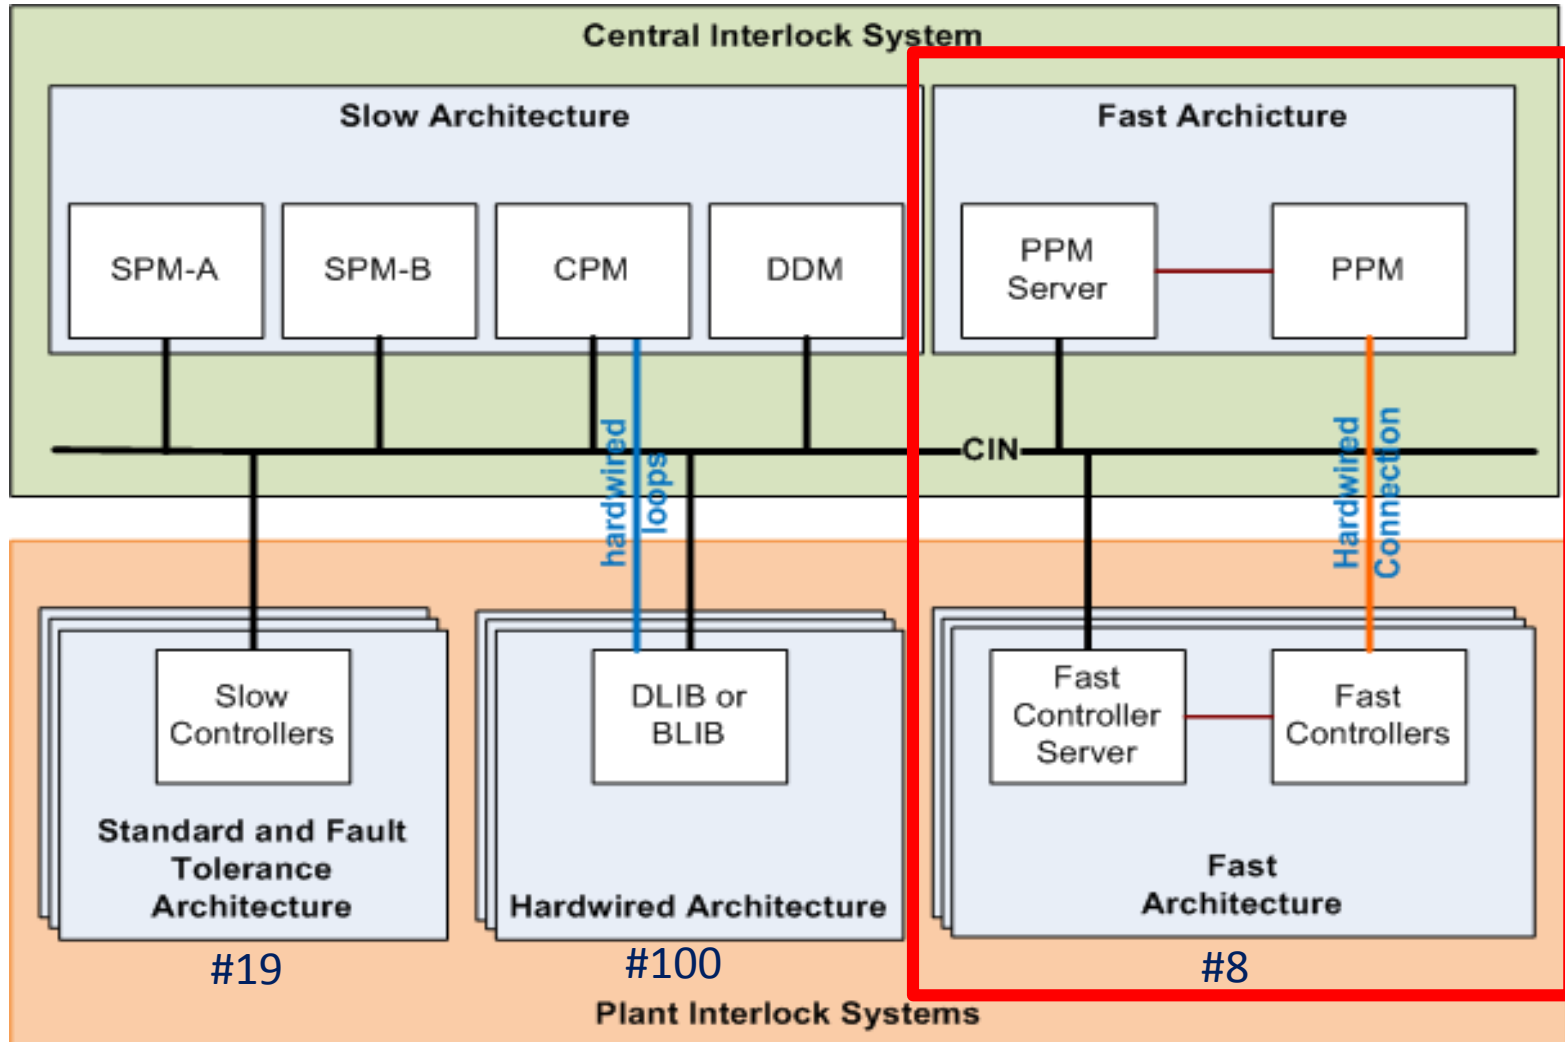 Central Interlock System
Slow Architecture
Fast Archicture
SPM-A
SPM-B
CPM
DDM
PPM
Server
PPM
CIN
hardwired
loops
Hardwired
Connection
Slow
Controllers
DLIB or
BLIB
Fast
Controller
Server
Fast
Controllers
Standard and Fault
Tolerance
Architecture
Hardwired Architecture
Fast
Architecture
#19
#100
#8
Plant Interlock Systems